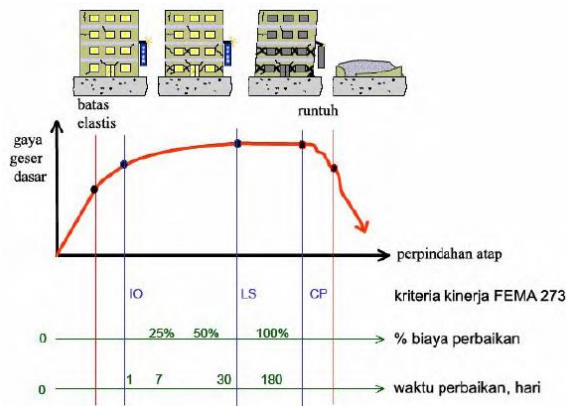 batas
elastis
runtuh
gaya
geser
dasar
perpindahan atap
IO LS CP kriteria kinerja FEMA 273
0 25% 50% 100% % biaya perbaikan
0 1 7 30 180 waktu perbaikan, hari